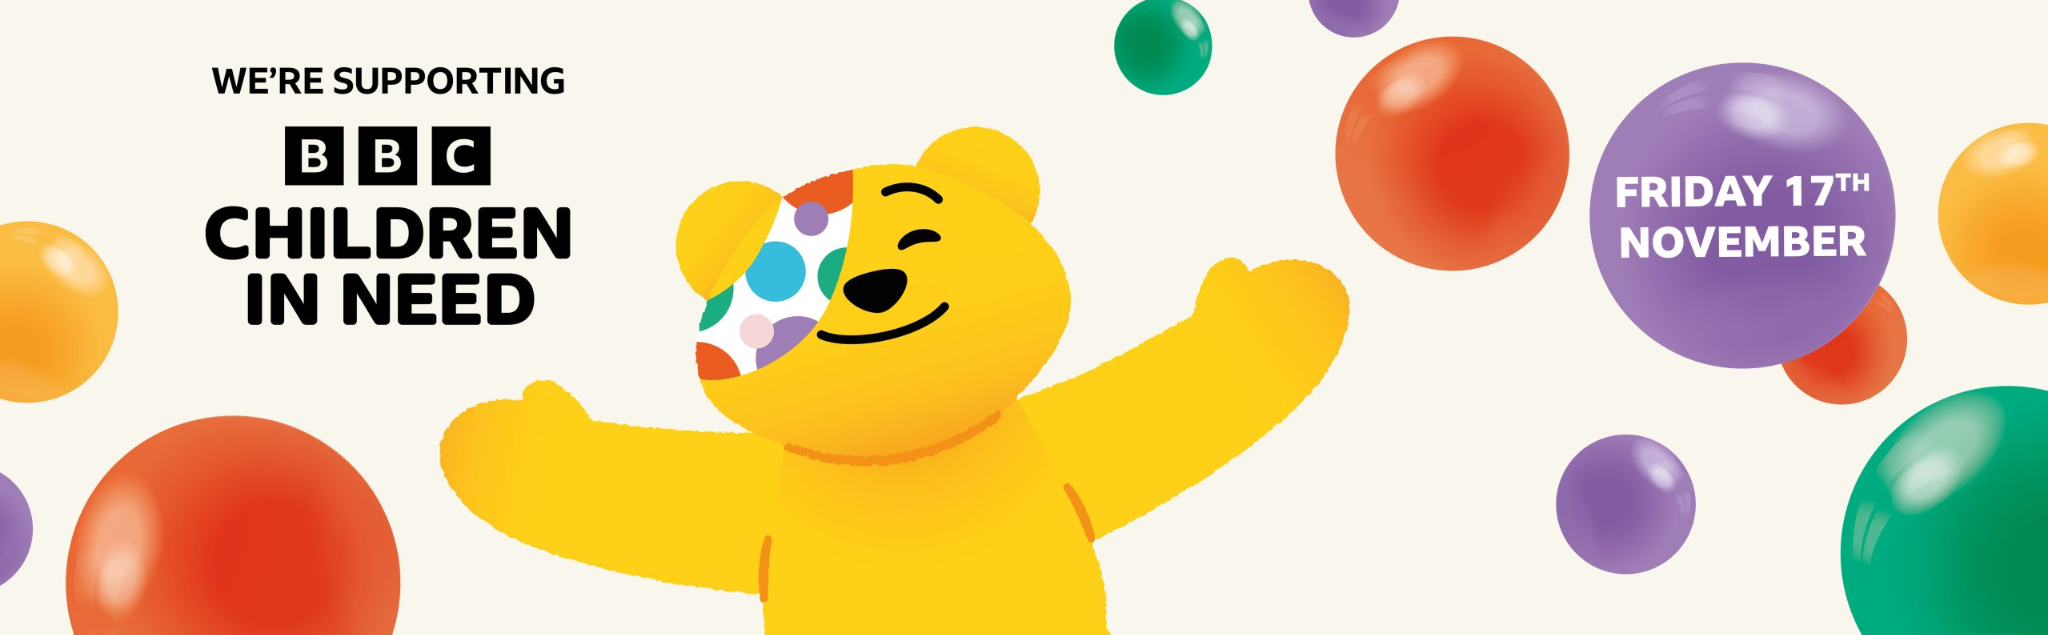 WE'RE SUPPORTING
BBC
CHILDREN
IN NEED
FRIDAY 17TH
NOVEMBER